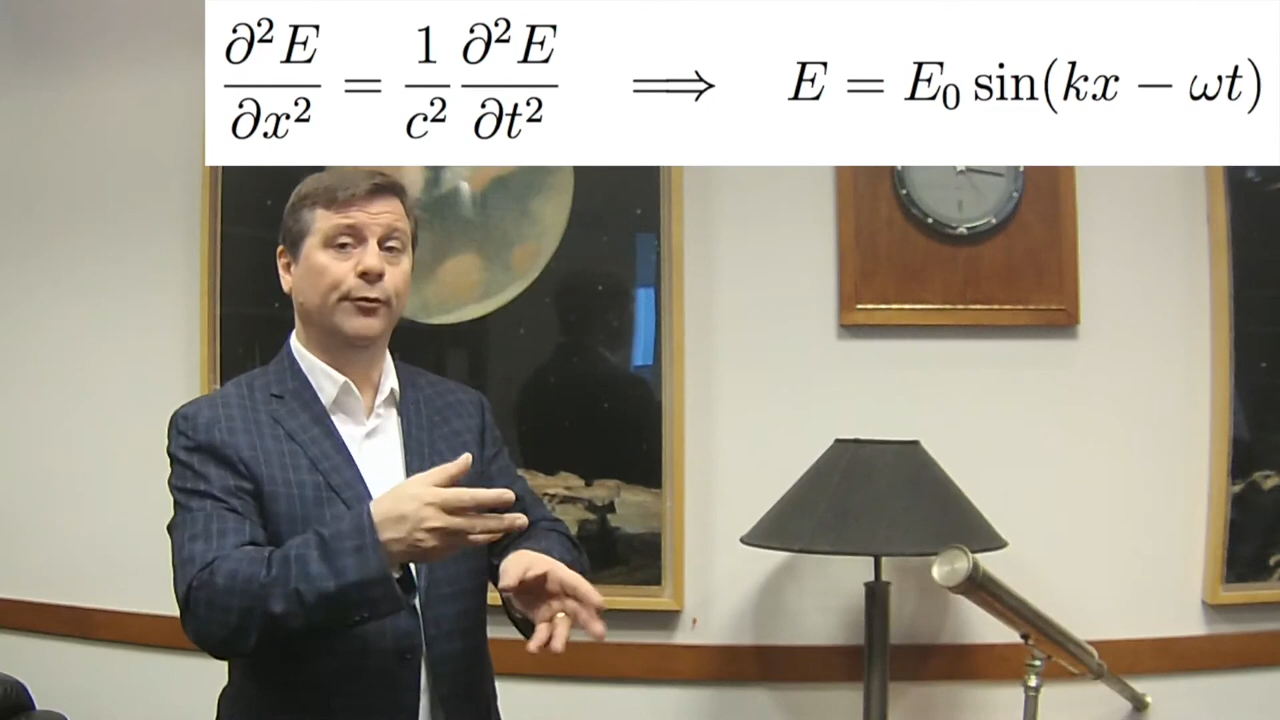 ∂²E/∂x² = 1/c² ∂²E/∂t² ⟹ E = E₀ sin(kx − ωt)